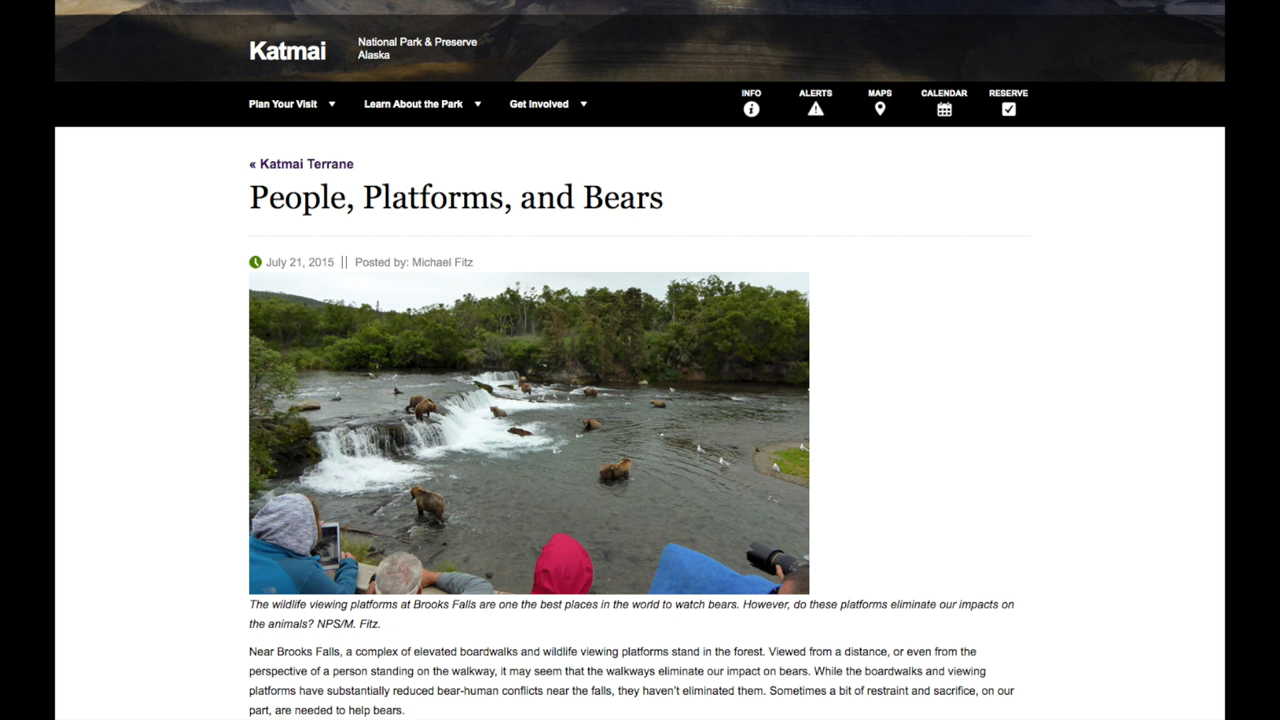 Katmai
National Park & Preserve
Alaska
Plan Your Visit
Learn About the Park
Get Involved
INFO
ALERTS
MAPS
CALENDAR
RESERVE
« Katmai Terrane
People, Platforms, and Bears
July 21, 2015 || Posted by: Michael Fitz
The wildlife viewing platforms at Brooks Falls are one the best places in the world to watch bears. However, do these platforms eliminate our impacts on
the animals? NPS/M. Fitz.
Near Brooks Falls, a complex of elevated boardwalks and wildlife viewing platforms stand in the forest. Viewed from a distance, or even from the
perspective of a person standing on the walkway, it may seem that the walkways eliminate our impact on bears. While the boardwalks and viewing
platforms have substantially reduced bear-human conflicts near the falls, they haven't eliminated them. Sometimes a bit of restraint and sacrifice, on our
part, are needed to help bears.